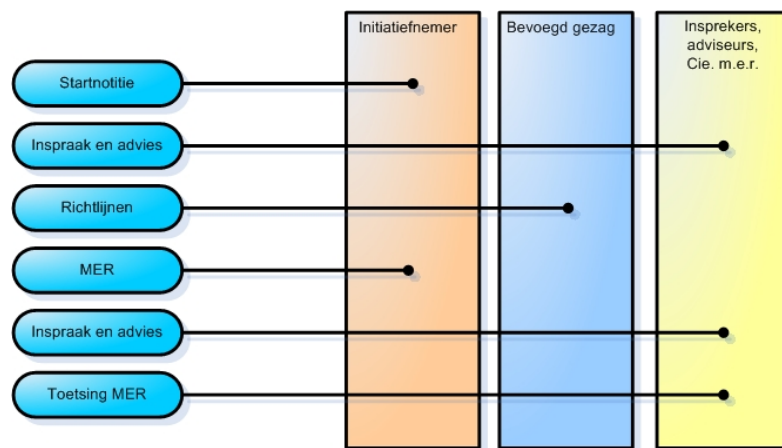 Initiatiefnemer
Bevoegd gezag
Insprekers,
adviseurs,
Cie. m.e.r.
Startnotitie
Inspraak en advies
Richtlijnen
MER
Inspraak en advies
Toetsing MER